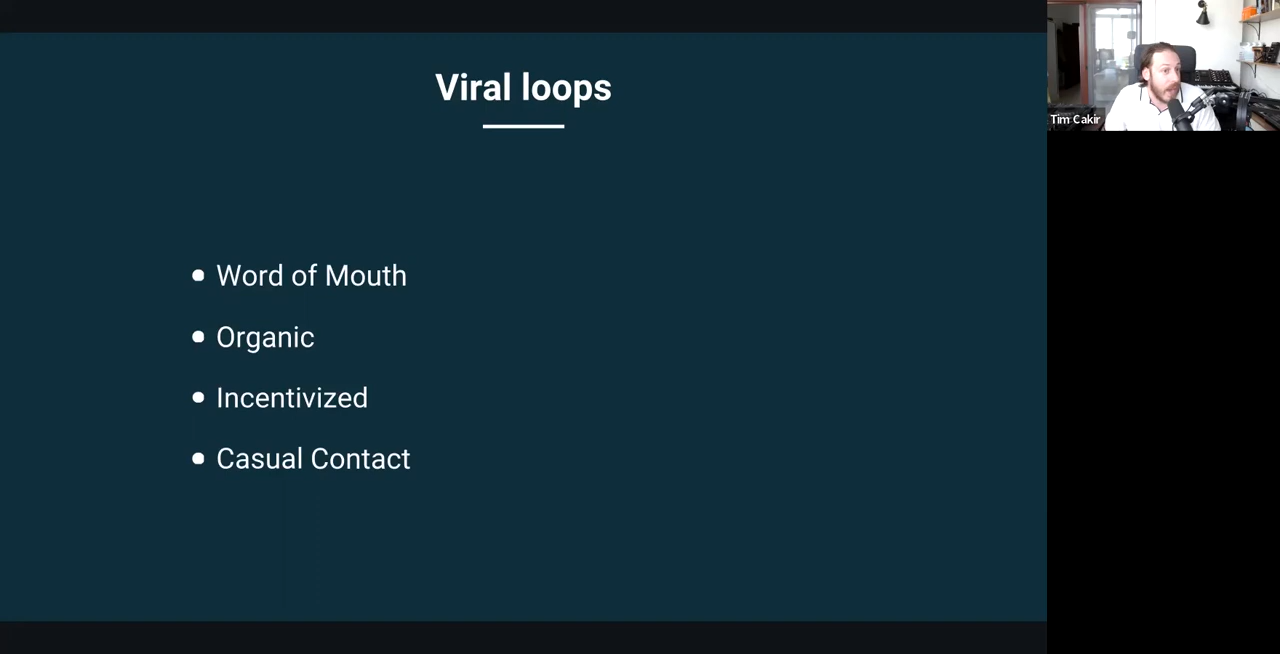 Viral loops
Word of Mouth
Organic
Incentivized
Casual Contact
Tim Cakir